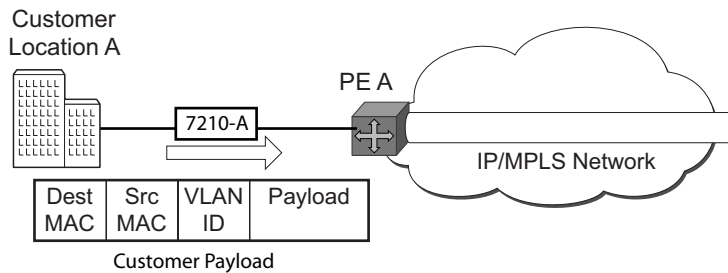 Customer
Location A
PE A
7210-A
IP/MPLS Network
Dest
MAC
Src
MAC
VLAN
ID
Payload
Customer Payload